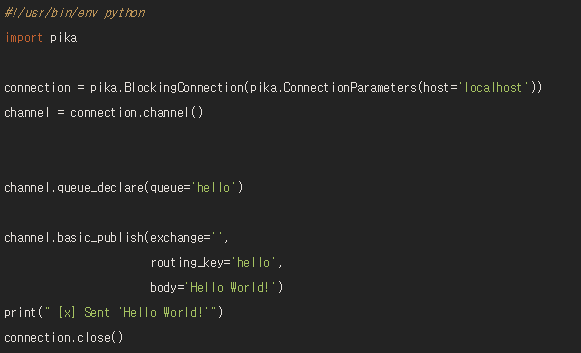 #!/usr/bin/env python
import pika
connection = pika.BlockingConnection(pika.ConnectionParameters(host='localhost'))
channel = connection.channel()
channel.queue_declare(queue='hello')
channel.basic_publish(exchange='',
routing_key='hello',
body='Hello World!')
print(" [x] Sent 'Hello World!'")
connection.close()